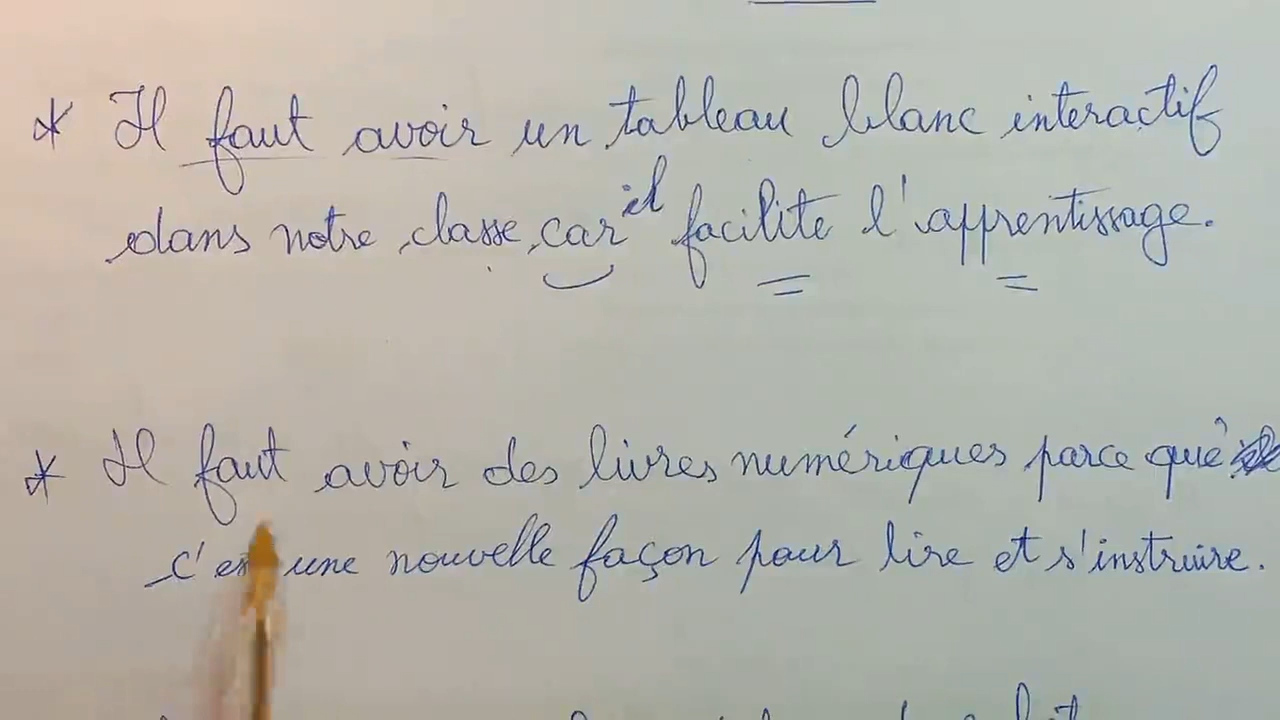 * Il faut avoir un tableau blanc interactif
dans notre classe, car il facilite l'apprentissage.
* Il faut avoir des livres numériques parce que
c'est une nouvelle façon pour lire et s'instruire.